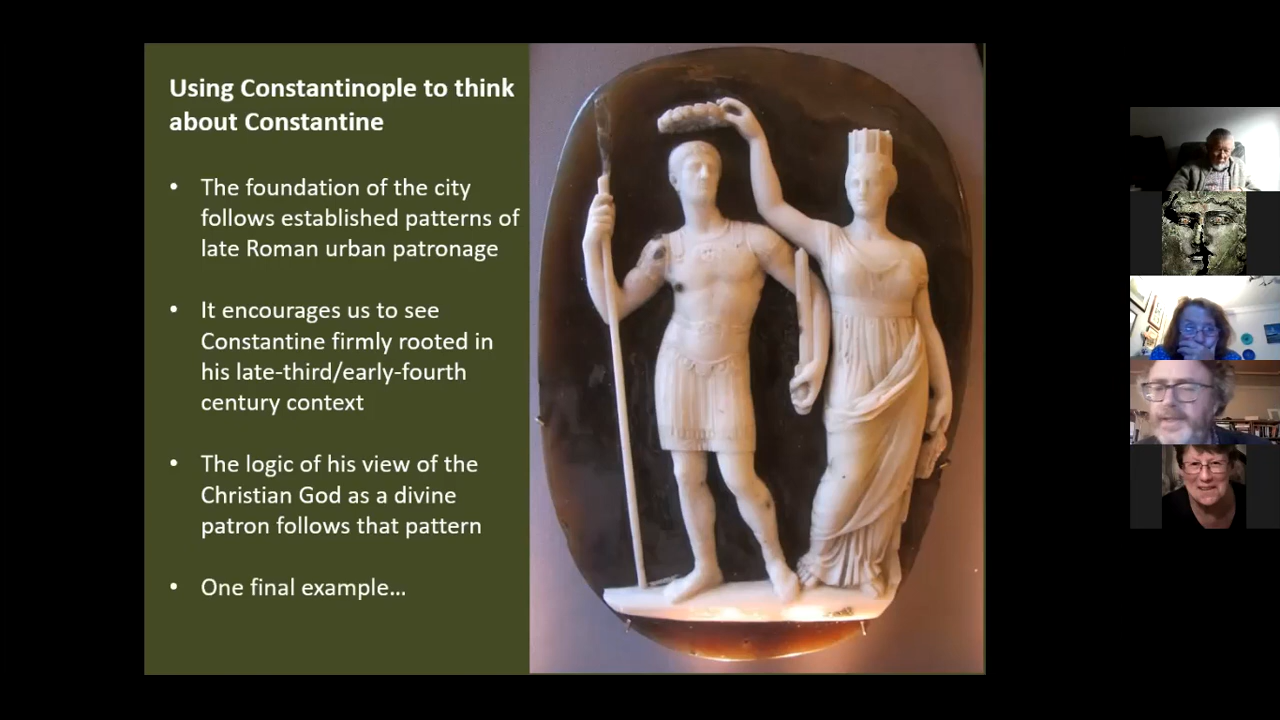 Using Constantinople to think
about Constantine
• The foundation of the city
follows established patterns of
late Roman urban patronage
• It encourages us to see
Constantine firmly rooted in
his late-third/early-fourth
century context
• The logic of his view of the
Christian God as a divine
patron follows that pattern
• One final example…